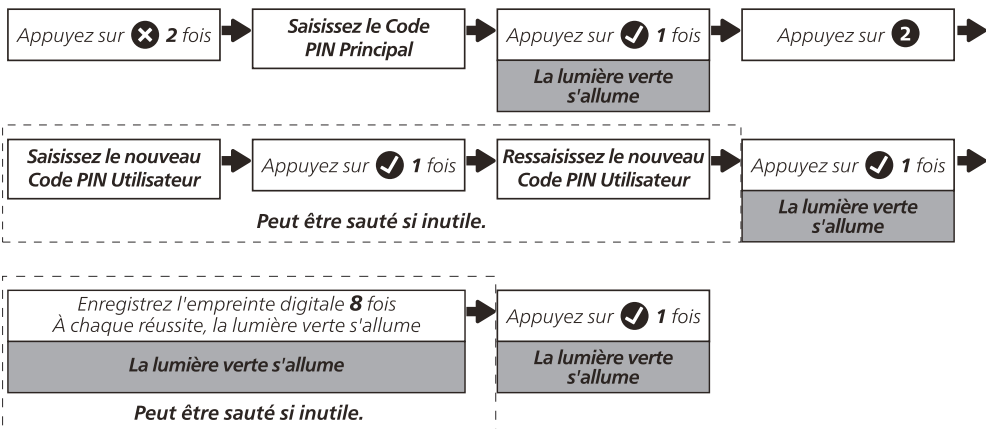 Appuyez sur ✖ 2 fois
Saisissez le Code
PIN Principal
Appuyez sur ✔ 1 fois
La lumière verte
s'allume
Appuyez sur 2
Saisissez le nouveau
Code PIN Utilisateur
Appuyez sur ✔ 1 fois
Ressaisissez le nouveau
Code PIN Utilisateur
Peut être sauté si inutile.
Appuyez sur ✔ 1 fois
La lumière verte
s'allume
Enregistrez l'empreinte digitale 8 fois
À chaque réussite, la lumière verte s'allume
La lumière verte s'allume
Peut être sauté si inutile.
Appuyez sur ✔ 1 fois
La lumière verte
s'allume